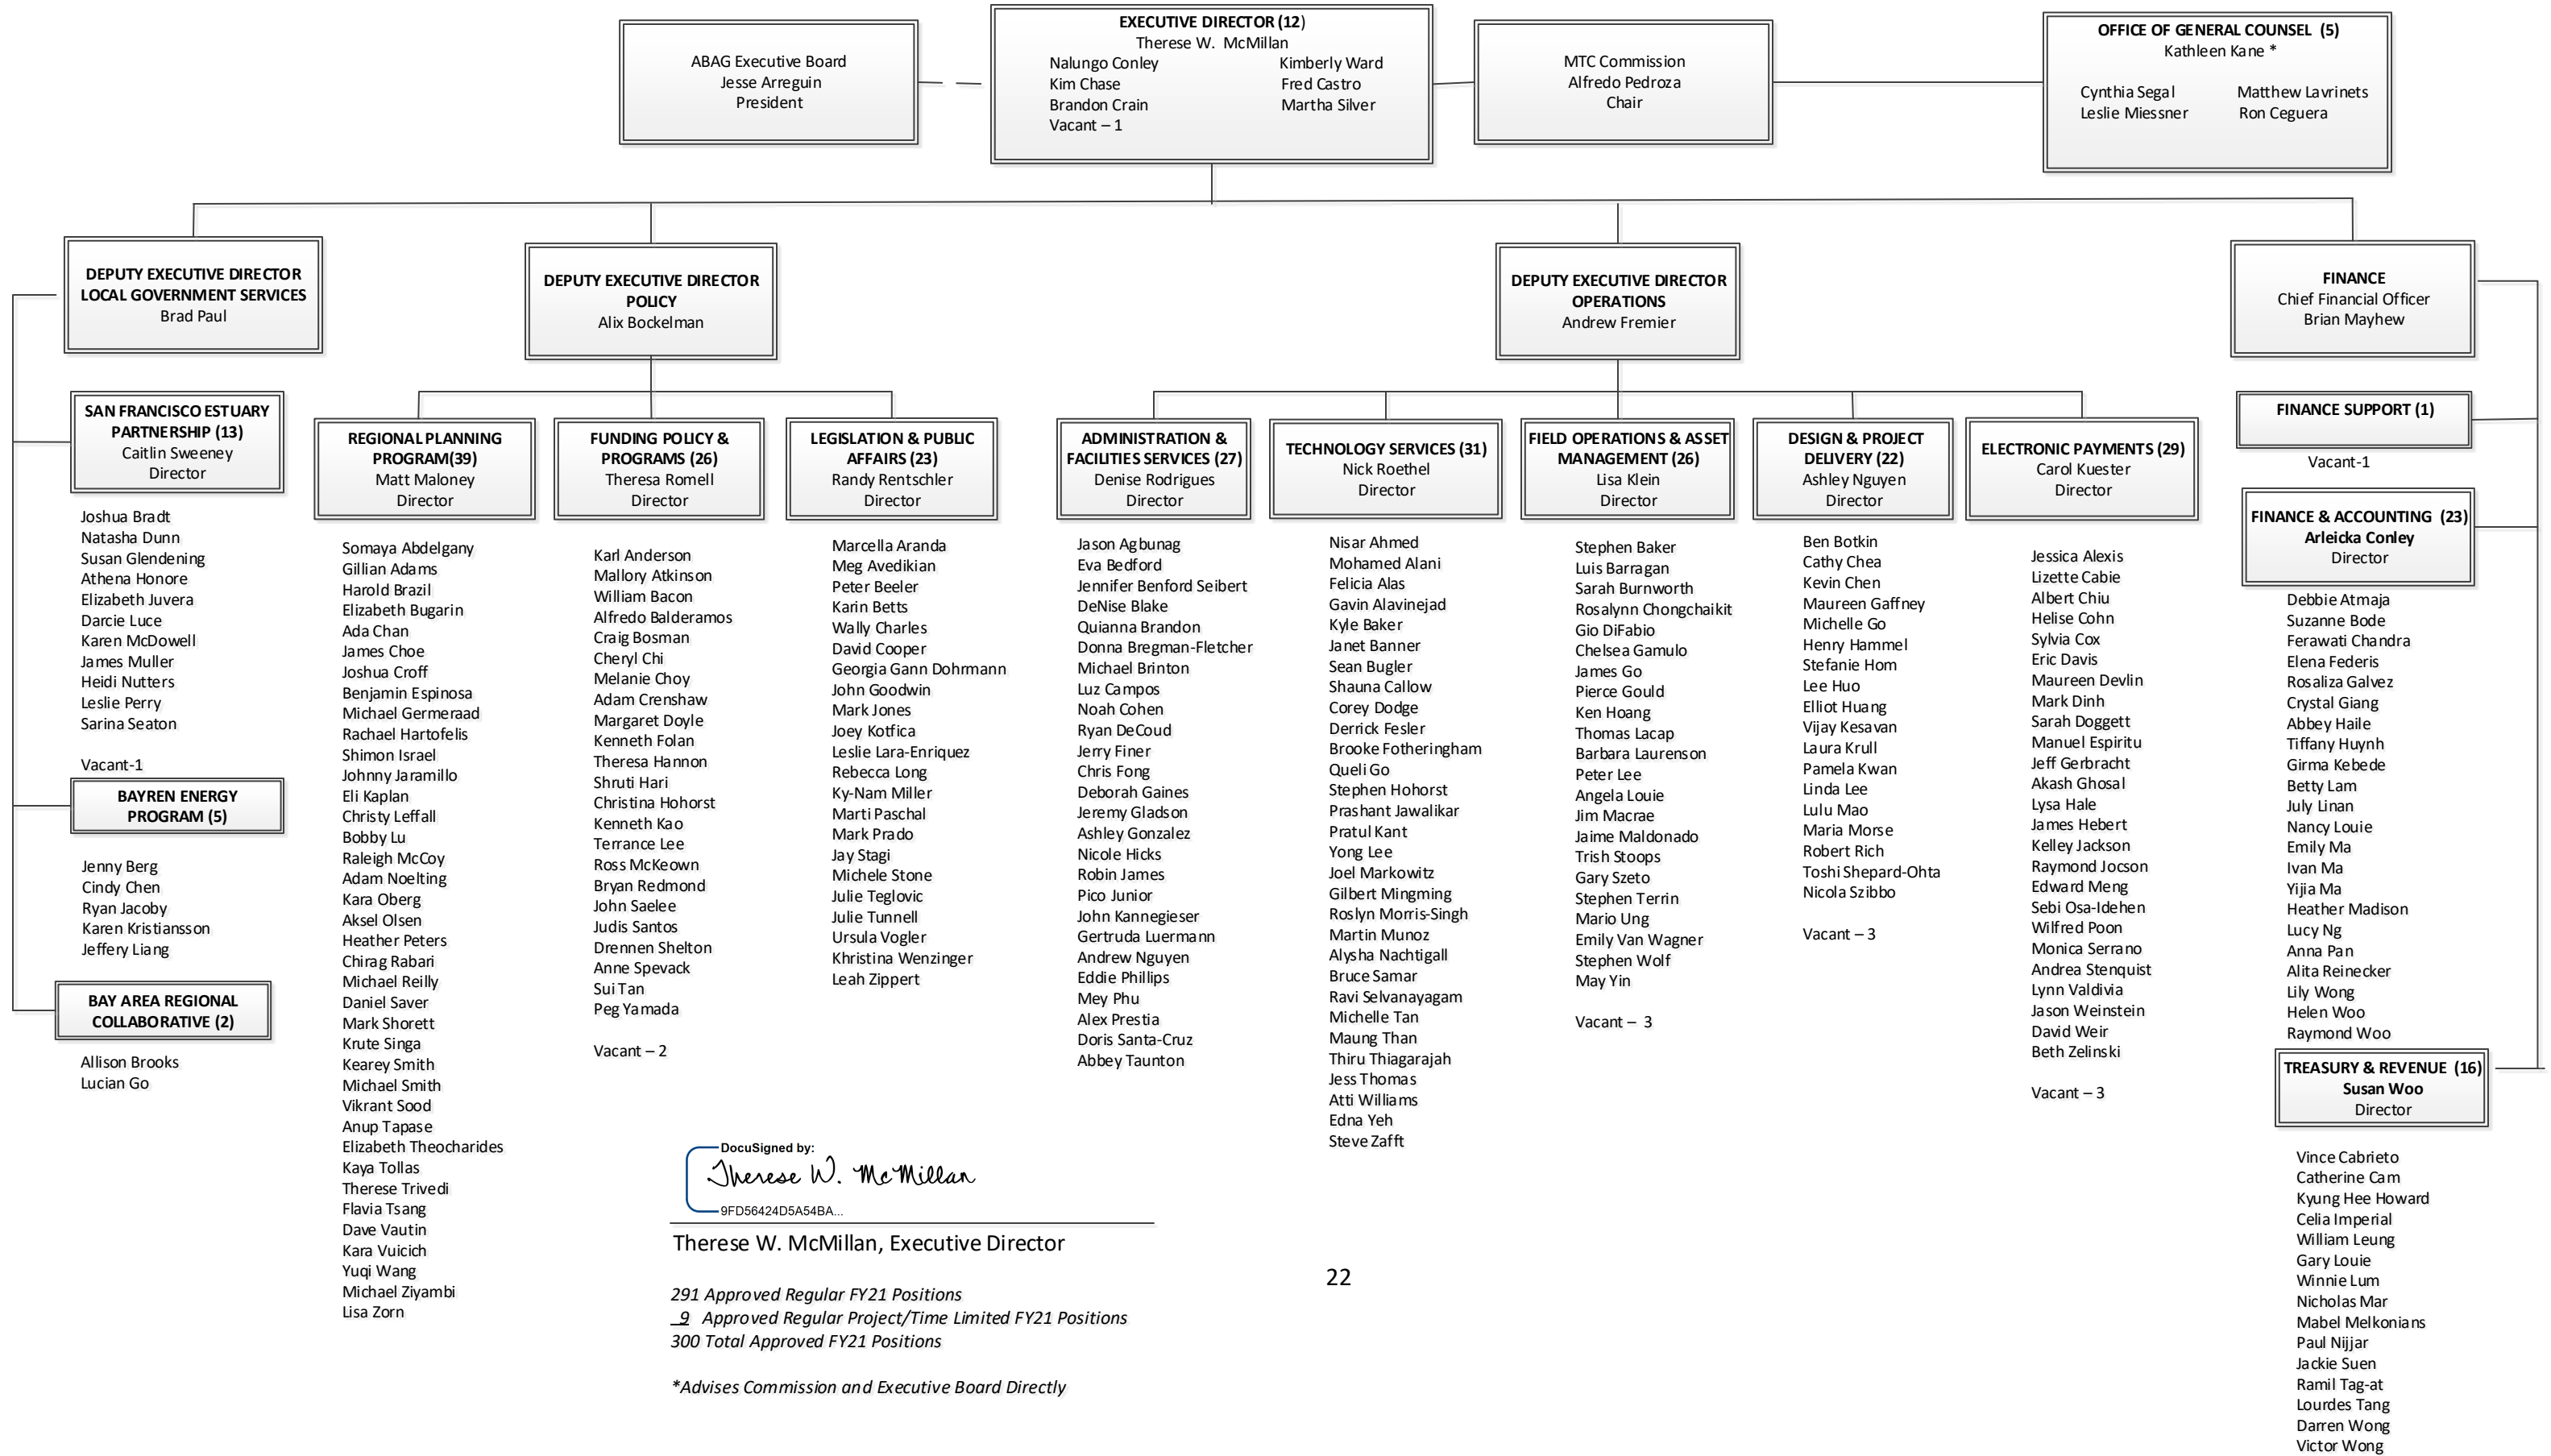 ABAG Executive Board
Jesse Arreguin
President
EXECUTIVE DIRECTOR (12)
Therese W. McMillan
Nalungo Conley
Kim Chase
Brandon Crain
Vacant – 1
Kimberly Ward
Fred Castro
Martha Silver
MTC Commission
Alfredo Pedroza
Chair
OFFICE OF GENERAL COUNSEL (5)
Kathleen Kane *
Cynthia Segal
Leslie Miessner
Matthew Lavrinets
Ron Ceguera
DEPUTY EXECUTIVE DIRECTOR
LOCAL GOVERNMENT SERVICES
Brad Paul
DEPUTY EXECUTIVE DIRECTOR
POLICY
Alix Bockelman
DEPUTY EXECUTIVE DIRECTOR
OPERATIONS
Andrew Fremier
FINANCE
Chief Financial Officer
Brian Mayhew
SAN FRANCISCO ESTUARY
PARTNERSHIP (13)
Caitlin Sweeney
Director
Joshua Bradt
Natasha Dunn
Susan Glendening
Athena Honore
Elizabeth Juvera
Darcie Luce
Karen McDowell
James Muller
Heidi Nutters
Leslie Perry
Sarina Seaton
Vacant-1
BAYREN ENERGY
PROGRAM (5)
Jenny Berg
Cindy Chen
Ryan Jacoby
Karen Kristiansson
Jeffery Liang
BAY AREA REGIONAL
COLLABORATIVE (2)
Allison Brooks
Lucian Go
REGIONAL PLANNING
PROGRAM(39)
Matt Maloney
Director
Somaya Abdelgany
Gillian Adams
Harold Brazil
Elizabeth Bugarin
Ada Chan
James Choe
Joshua Croff
Benjamin Espinosa
Michael Germeraad
Rachael Hartofelis
Shimon Israel
Johnny Jaramillo
Eli Kaplan
Christy Leffall
Bobby Lu
Raleigh McCoy
Adam Noelting
Kara Oberg
Aksel Olsen
Heather Peters
Chirag Rabari
Michael Reilly
Daniel Saver
Mark Shorett
Krute Singa
Kearey Smith
Michael Smith
Vikrant Sood
Anup Tapase
Elizabeth Theocharides
Kaya Tollas
Therese Trivedi
Flavia Tsang
Dave Vautin
Kara Vuicich
Yuqi Wang
Michael Ziyambi
Lisa Zorn
FUNDING POLICY &
PROGRAMS (26)
Theresa Romell
Director
Karl Anderson
Mallory Atkinson
William Bacon
Alfredo Balderamos
Craig Bosman
Cheryl Chi
Melanie Choy
Adam Crenshaw
Margaret Doyle
Kenneth Folan
Theresa Hannon
Shruti Hari
Christina Hohorst
Kenneth Kao
Terrance Lee
Ross McKeown
Bryan Redmond
John Saelee
Judis Santos
Drennen Shelton
Anne Spevack
Sui Tan
Peg Yamada
Vacant – 2
LEGISLATION & PUBLIC
AFFAIRS (23)
Randy Rentschler
Director
Marcella Aranda
Meg Avedikian
Peter Beeler
Karin Betts
Wally Charles
David Cooper
Georgia Gann Dohrmann
John Goodwin
Mark Jones
Joey Kotfica
Leslie Lara-Enriquez
Rebecca Long
Ky-Nam Miller
Marti Paschal
Mark Prado
Jay Stagi
Michele Stone
Julie Teglovic
Julie Tunnell
Ursula Vogler
Khristina Wenzinger
Leah Zippert
ADMINISTRATION &
FACILITIES SERVICES (27)
Denise Rodrigues
Director
Jason Agbunag
Eva Bedford
Jennifer Benford Seibert
DeNise Blake
Quianna Brandon
Donna Bregman-Fletcher
Michael Brinton
Luz Campos
Noah Cohen
Ryan DeCoud
Jerry Finer
Chris Fong
Deborah Gaines
Jeremy Gladson
Ashley Gonzalez
Nicole Hicks
Robin James
Pico Junior
John Kannegieser
Gertruda Luermann
Andrew Nguyen
Eddie Phillips
Mey Phu
Alex Prestia
Doris Santa-Cruz
Abbey Taunton
TECHNOLOGY SERVICES (31)
Nick Roethel
Director
Nisar Ahmed
Mohamed Alani
Felicia Alas
Gavin Alavinejad
Kyle Baker
Janet Banner
Sean Bugler
Shauna Callow
Corey Dodge
Derrick Fesler
Brooke Fotheringham
Queli Go
Stephen Hohorst
Prashant Jawalikar
Pratul Kant
Yong Lee
Joel Markowitz
Gilbert Mingming
Roslyn Morris-Singh
Martin Munoz
Alysha Nachtigall
Bruce Samar
Ravi Selvanayagam
Michelle Tan
Maung Than
Thiru Thiagarajah
Jess Thomas
Atti Williams
Edna Yeh
Steve Zafft
FIELD OPERATIONS & ASSET
MANAGEMENT (26)
Lisa Klein
Director
Stephen Baker
Luis Barragan
Sarah Burnworth
Rosalynn Chongchaikit
Gio DiFabio
Chelsea Gamulo
James Go
Pierce Gould
Ken Hoang
Thomas Lacap
Barbara Laurenson
Peter Lee
Angela Louie
Jim Macrae
Jaime Maldonado
Trish Stoops
Gary Szeto
Stephen Terrin
Mario Ung
Emily Van Wagner
Stephen Wolf
May Yin
Vacant – 3
DESIGN & PROJECT
DELIVERY (22)
Ashley Nguyen
Director
Ben Botkin
Cathy Chea
Kevin Chen
Maureen Gaffney
Michelle Go
Henry Hammel
Stefanie Hom
Lee Huo
Elliot Huang
Vijay Kesavan
Laura Krull
Pamela Kwan
Linda Lee
Lulu Mao
Maria Morse
Robert Rich
Toshi Shepard-Ohta
Nicola Szibbo
Vacant – 3
ELECTRONIC PAYMENTS (29)
Carol Kuester
Director
Jessica Alexis
Lizette Cabie
Albert Chiu
Helise Cohn
Sylvia Cox
Eric Davis
Maureen Devlin
Mark Dinh
Sarah Doggett
Manuel Espiritu
Jeff Gerbracht
Akash Ghosal
Lysa Hale
James Hebert
Kelley Jackson
Raymond Jocson
Edward Meng
Sebi Osa-Idehen
Wilfred Poon
Monica Serrano
Andrea Stenquist
Lynn Valdivia
Jason Weinstein
David Weir
Beth Zelinski
Vacant – 3
FINANCE SUPPORT (1)
Vacant-1
FINANCE & ACCOUNTING (23)
Arleicka Conley
Director
Debbie Atmaja
Suzanne Bode
Ferawati Chandra
Elena Federis
Rosaliza Galvez
Crystal Giang
Abbey Haile
Tiffany Huynh
Girma Kebede
Betty Lam
July Linan
Nancy Louie
Emily Ma
Ivan Ma
Yijia Ma
Heather Madison
Lucy Ng
Anna Pan
Alita Reinecker
Lily Wong
Helen Woo
Raymond Woo
TREASURY & REVENUE (16)
Susan Woo
Director
Vince Cabrieto
Catherine Cam
Kyung Hee Howard
Celia Imperial
William Leung
Gary Louie
Winnie Lum
Nicholas Mar
Mabel Melkonians
Paul Nijjar
Jackie Suen
Ramil Tag-at
Lourdes Tang
Darren Wong
Victor Wong
DocuSigned by:
Therese W. McMillan
9FD56424D5A54BA...
Therese W. McMillan, Executive Director
291 Approved Regular FY21 Positions
9 Approved Regular Project/Time Limited FY21 Positions
300 Total Approved FY21 Positions
*Advises Commission and Executive Board Directly
22